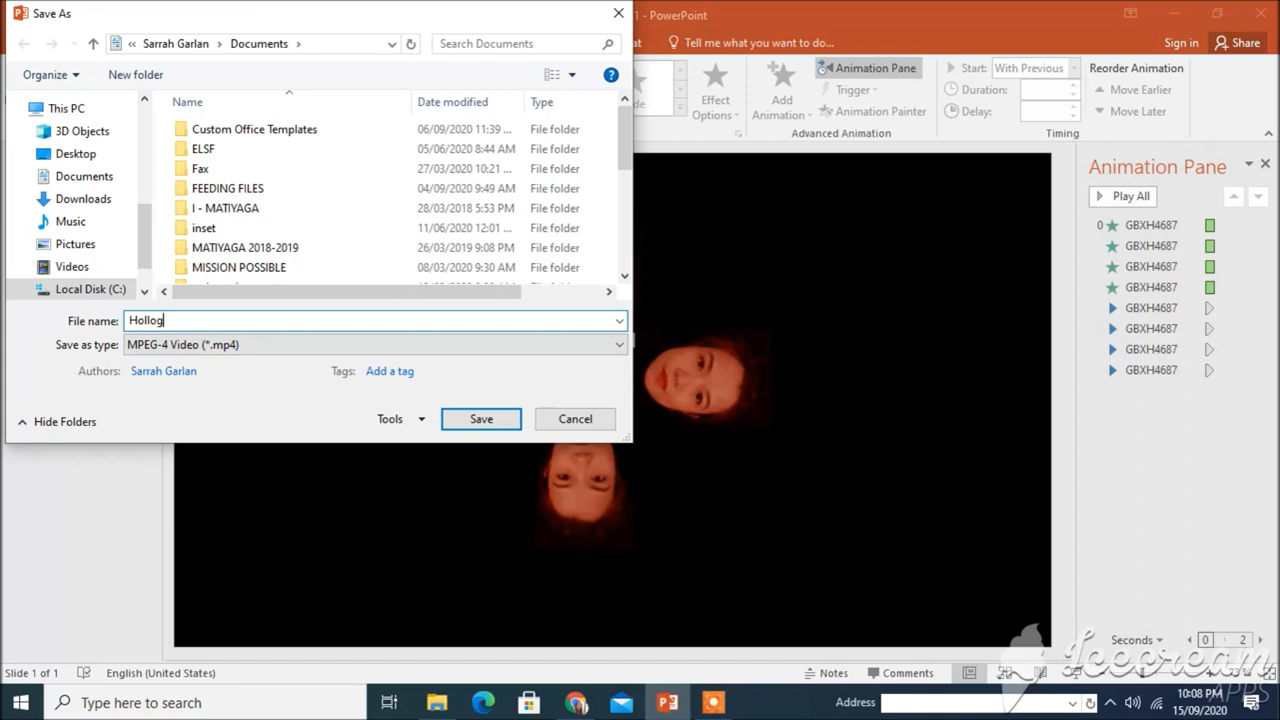 Save As
1 - PowerPoint
« Sarrah Garlan > Documents >
Search Documents
at
Tell me what you want to do...
Sign in
Share
Organize
New folder
Name
Date modified
Type
This PC
3D Objects
Desktop
Documents
Downloads
Music
Pictures
Videos
Local Disk (C:)
Custom Office Templates 06/09/2020 11:39 ... File folder
ELSF 05/06/2020 8:44 AM File folder
Fax 27/03/2020 10:21 ... File folder
FEEDING FILES 04/09/2020 9:49 AM File folder
I - MATIYAGA 28/03/2018 5:53 PM File folder
inset 11/06/2020 12:01 ... File folder
MATIYAGA 2018-2019 26/03/2019 9:08 PM File folder
MISSION POSSIBLE 08/03/2020 9:30 AM File folder
File name: Hollog
Save as type: MPEG-4 Video (*.mp4)
Authors: Sarrah Garlan
Tags: Add a tag
Hide Folders
Tools
Save
Cancel
Effect
Options
Add
Animation
Animation Pane
Trigger
Animation Painter
Advanced Animation
Start: With Previous
Duration:
Delay:
Timing
Reorder Animation
Move Earlier
Move Later
Animation Pane
Play All
0 GBXH4687
GBXH4687
GBXH4687
GBXH4687
GBXH4687
GBXH4687
GBXH4687
GBXH4687
Seconds
0 2
Slide 1 of 1
English (United States)
Notes
Comments
Icecream
APPS
Type here to search
Address
10:08 PM
15/09/2020